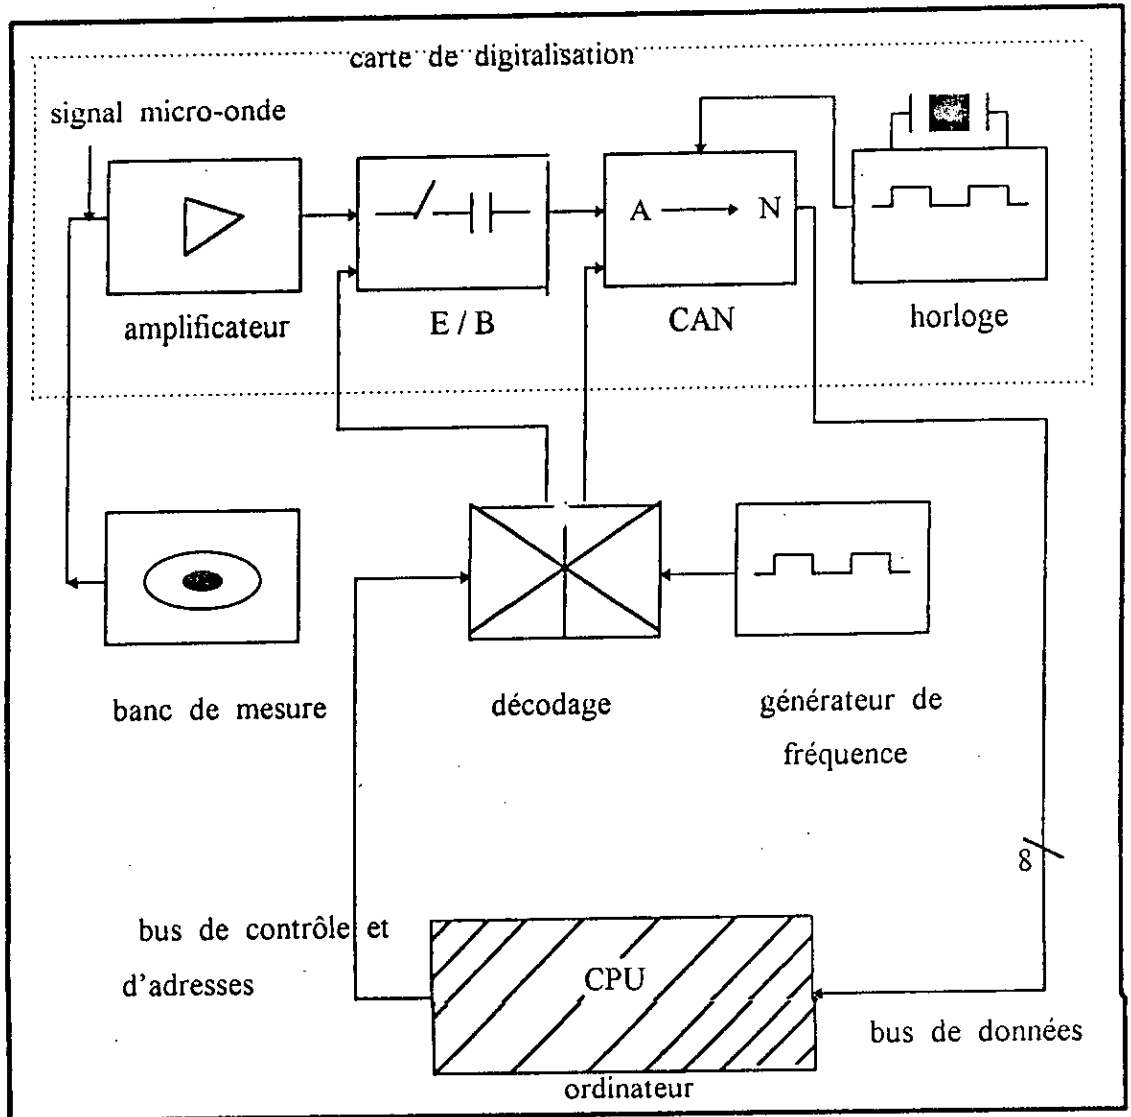 carte de digitalisation
signal micro-onde
A
N
amplificateur
E / B
CAN
horloge
banc de mesure
décodage
générateur de
fréquence
8
bus de contrôle et
d'adresses
CPU
bus de données
ordinateur